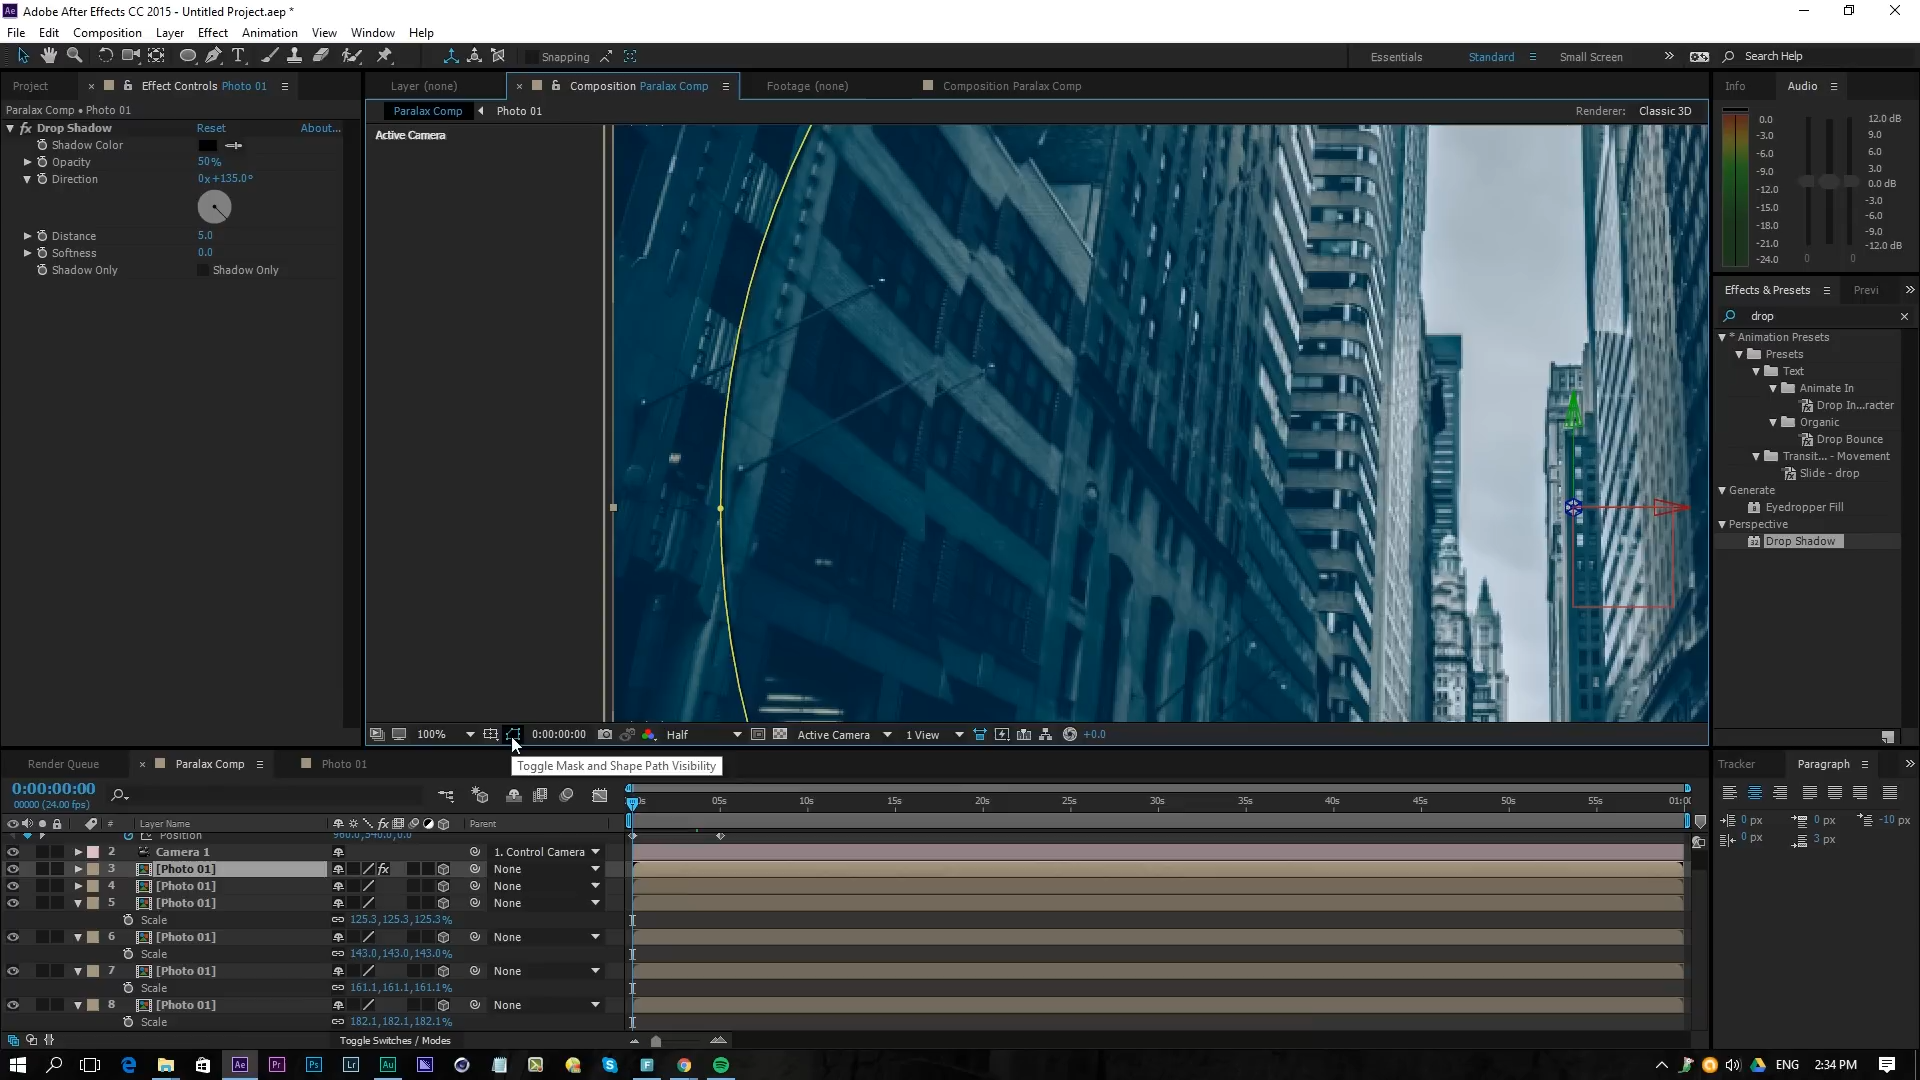 Adobe After Effects CC 2015 - Untitled Project.aep *
File Edit Composition Layer Effect Animation View Window Help
Snapping
Essentials Standard Small Screen Search Help
Project Effect Controls Photo 01
Layer (none) Composition Paralax Comp Footage (none) Composition Paralax Comp
Info Audio
Paralax Comp • Photo 01
Paralax Comp Photo 01 Renderer: Classic 3D
fx Drop Shadow Reset About...
Shadow Color
Opacity 50%
Direction 0x+135.0°
Distance 5.0
Softness 0.0
Shadow Only Shadow Only
Active Camera
0.0
-3.0
-6.0
-9.0
-12.0
-15.0
-18.0
-21.0
-24.0
12.0 dB
9.0
6.0
3.0
0.0 dB
-3.0
-6.0
-9.0
-12.0 dB
0 0
Effects & Presets Previ
drop
* Animation Presets
Presets
Text
Animate In
Drop In...racter
Organic
Drop Bounce
Transit... - Movement
Slide - drop
Generate
Eyedropper Fill
Perspective
Drop Shadow
100% 0:00:00:00 Half Active Camera 1 View +0.0
Toggle Mask and Shape Path Visibility
Render Queue Paralax Comp Photo 01
Tracker Paragraph
0:00:00:00
00000 (24.00 fps)
05s 10s 15s 20s 25s 30s 35s 40s 45s 50s 55s
# Layer Name Parent
Position 960.0,540.0,0.0
2 Camera 1 1. Control Camera
3 [Photo 01] fx None
4 [Photo 01] None
5 [Photo 01] None
Scale 125.3,125.3,125.3%
6 [Photo 01] None
Scale 143.0,143.0,143.0%
7 [Photo 01] None
Scale 161.1,161.1,161.1%
8 [Photo 01] None
Scale 182.1,182.1,182.1%
0 px 0 px -10 px
0 px 3 px
Toggle Switches / Modes
Ae Pr Ps Lr Au
ENG 2:34 PM